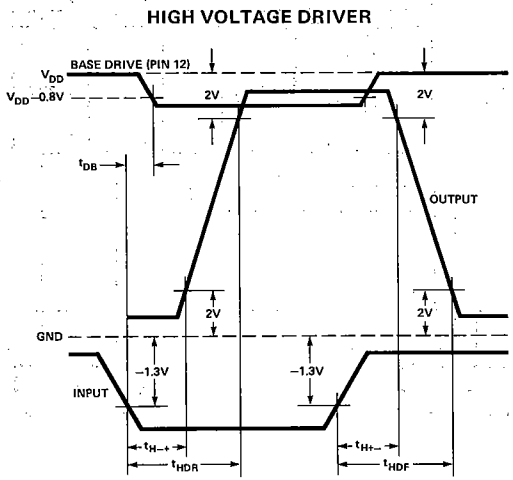 HIGH VOLTAGE DRIVER
BASE DRIVE (PIN 12)
VDD
VDD–0.8V
2V
2V
tDB
OUTPUT
2V
2V
GND
–1.3V
–1.3V
INPUT
tH–+
tH+–
tHDR
tHDF